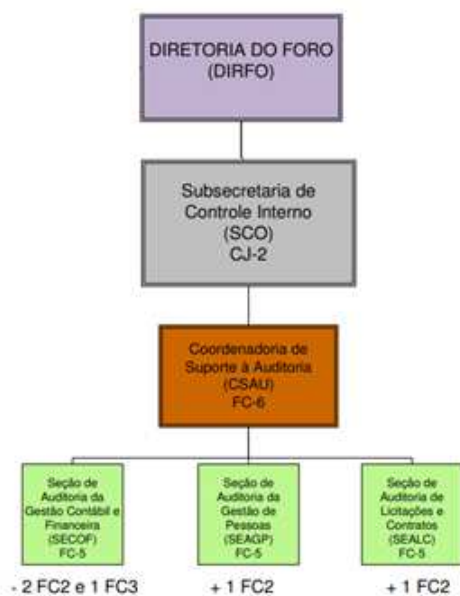 DIRETORIA DO FORO
(DIRFO)
Subsecretaria de
Controle Interno
(SCO)
CJ-2
Coordenadoria de
Suporte à Auditoria
(CSAU)
FC-6
Seção de
Auditoria da
Gestão Contábil e
Financeira
(SECOF)
FC-5
Seção de
Auditoria da
Gestão de
Pessoas
(SEAGP)
FC-5
Seção de
Auditoria de
Licitações e
Contratos
(SEALC)
FC-5
- 2 FC2 e 1 FC3
+ 1 FC2
+ 1 FC2